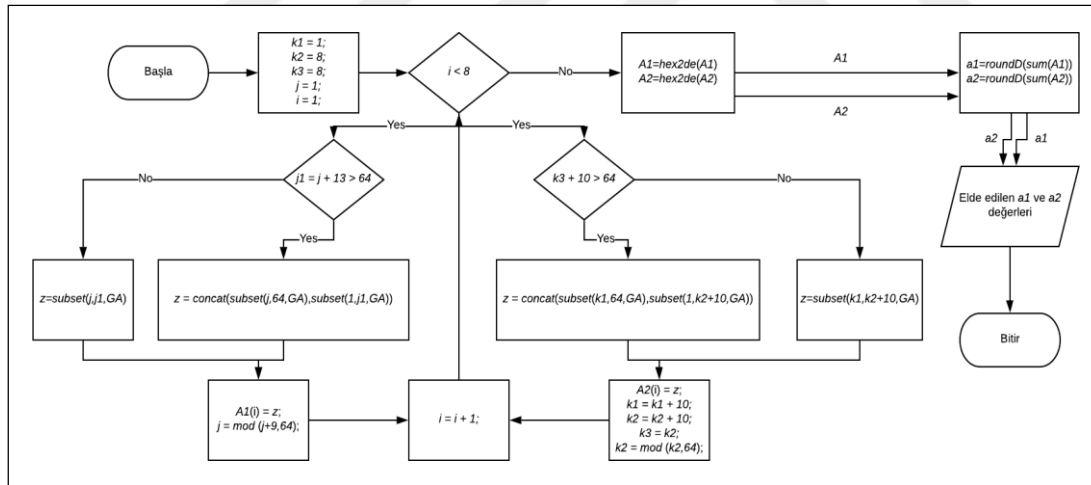 Başla
k1 = 1;
k2 = 8;
k3 = 8;
j = 1;
i = 1;
i < 8
No
A1=hex2de(A1)
A2=hex2de(A2)
A1
A2
a1=roundD(sum(A1))
a2=roundD(sum(A2))
a2
a1
Yes
Yes
j1 = j + 13 > 64
No
Yes
k3 + 10 > 64
No
Yes
Elde edilen a1 ve a2
değerleri
z=subset(j,j1,GA)
z = concat(subset(j,64,GA),subset(1,j1,GA))
z = concat(subset(k1,64,GA),subset(1,k2+10,GA))
z=subset(k1,k2+10,GA)
Bitir
A1(i) = z;
j = mod (j+9,64);
i = i + 1;
A2(i) = z;
k1 = k1 + 10;
k2 = k2 + 10;
k3 = k2;
k2 = mod (k2,64);